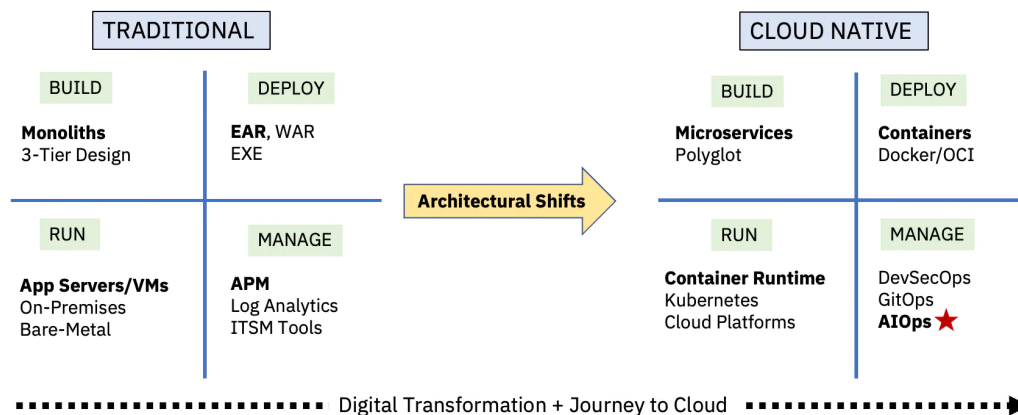 TRADITIONAL
BUILD
Monoliths
3-Tier Design
DEPLOY
EAR, WAR
EXE
RUN
App Servers/VMs
On-Premises
Bare-Metal
MANAGE
APM
Log Analytics
ITSM Tools
Architectural Shifts
CLOUD NATIVE
BUILD
Microservices
Polyglot
DEPLOY
Containers
Docker/OCI
RUN
Container Runtime
Kubernetes
Cloud Platforms
MANAGE
DevSecOps
GitOps
AIOps
Digital Transformation + Journey to Cloud